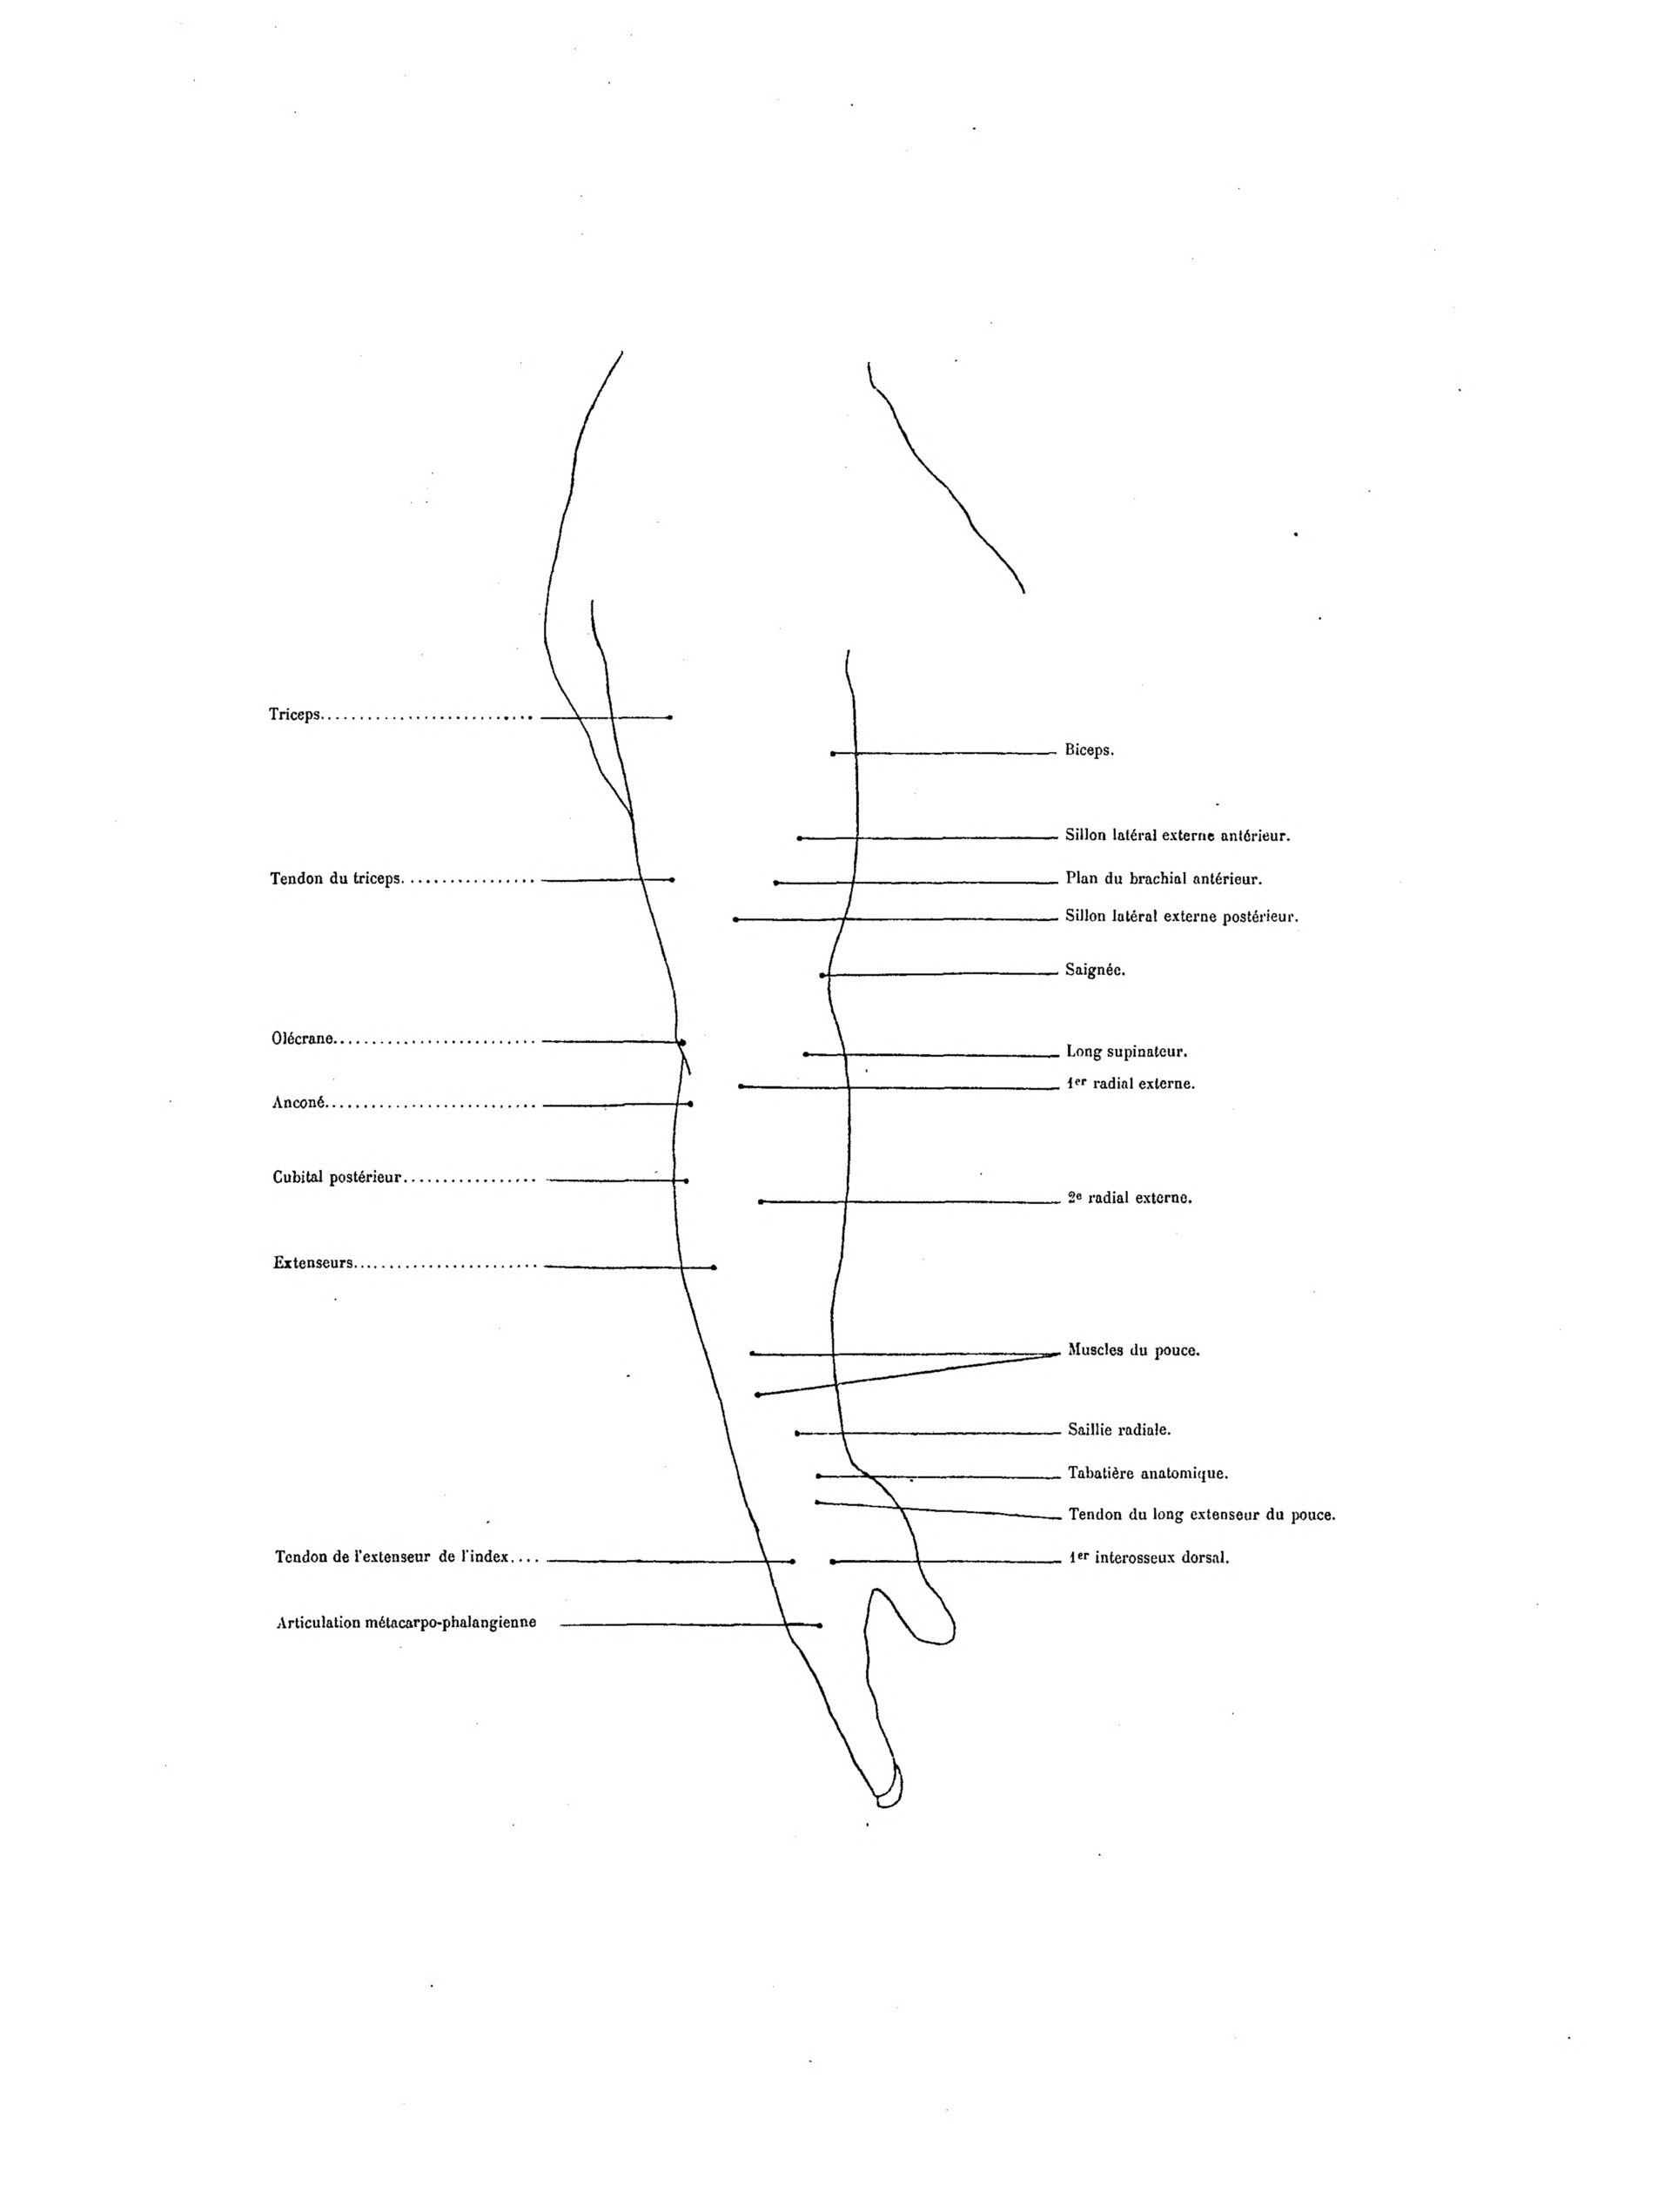 Triceps..........................
Biceps.
Sillon latéral externe antérieur.
Tendon du triceps................
Plan du brachial antérieur.
Sillon latéral externe postérieur.
Saignée.
Olécrane.........................
Long supinateur.
1er radial externe.
Anconé..........................
Cubital postérieur................
2e radial externe.
Extenseurs.......................
Muscles du pouce.
Saillie radiale.
Tabatière anatomique.
Tendon du long extenseur du pouce.
Tendon de l'extenseur de l'index....
1er interosseux dorsal.
Articulation métacarpo-phalangienne